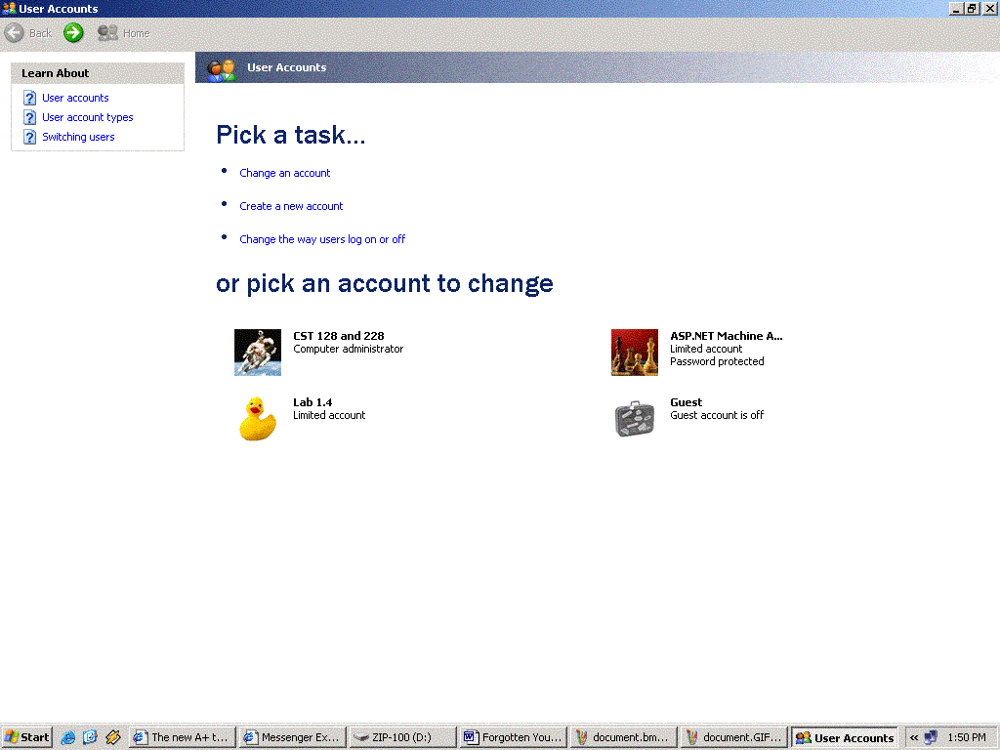 User Accounts
Back
Home
Learn About
User accounts
User account types
Switching users
User Accounts
Pick a task...
Change an account
Create a new account
Change the way users log on or off
or pick an account to change
CST 128 and 228
Computer administrator
ASP.NET Machine A...
Limited account
Password protected
Lab 1.4
Limited account
Guest
Guest account is off
Start
The new A+ t...
Messenger Ex...
ZIP-100 (D:)
Forgotten You...
document.bm...
document.GIF...
User Accounts
1:50 PM